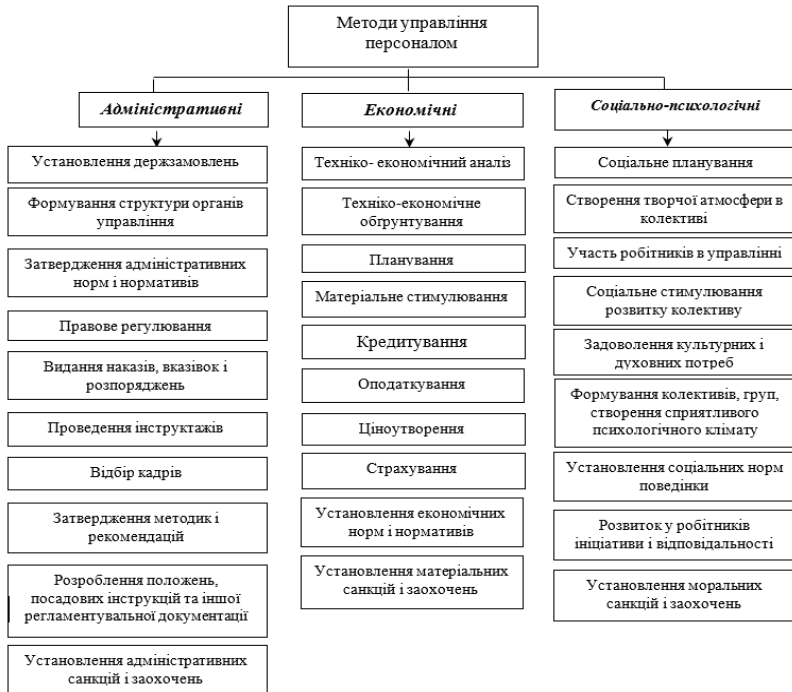 Методи управління
персоналом
Адміністративні
Установлення держзамовлень
Формування структури органів
управління
Затвердження адміністративних
норм і нормативів
Правове регулювання
Видання наказів, вказівок і
розпоряджень
Проведення інструктажів
Відбір кадрів
Затвердження методик і
рекомендацій
Розроблення положень,
посадових інструкцій та іншої
регламентувальної документації
Установлення адміністративних
санкцій і заохочень
Економічні
Техніко- економічний аналіз
Техніко-економічне
обґрунтування
Планування
Матеріальне стимулювання
Кредитування
Оподаткування
Ціноутворення
Страхування
Установлення економічних
норм і нормативів
Установлення матеріальних
санкцій і заохочень
Соціально-психологічні
Соціальне планування
Створення творчої атмосфери в
колективі
Участь робітників в управлінні
Соціальне стимулювання
розвитку колективу
Задоволення культурних і
духовних потреб
Формування колективів, груп,
створення сприятливого
психологічного клімату
Установлення соціальних норм
поведінки
Розвиток у робітників
ініціативи і відповідальності
Установлення моральних
санкцій і заохочень